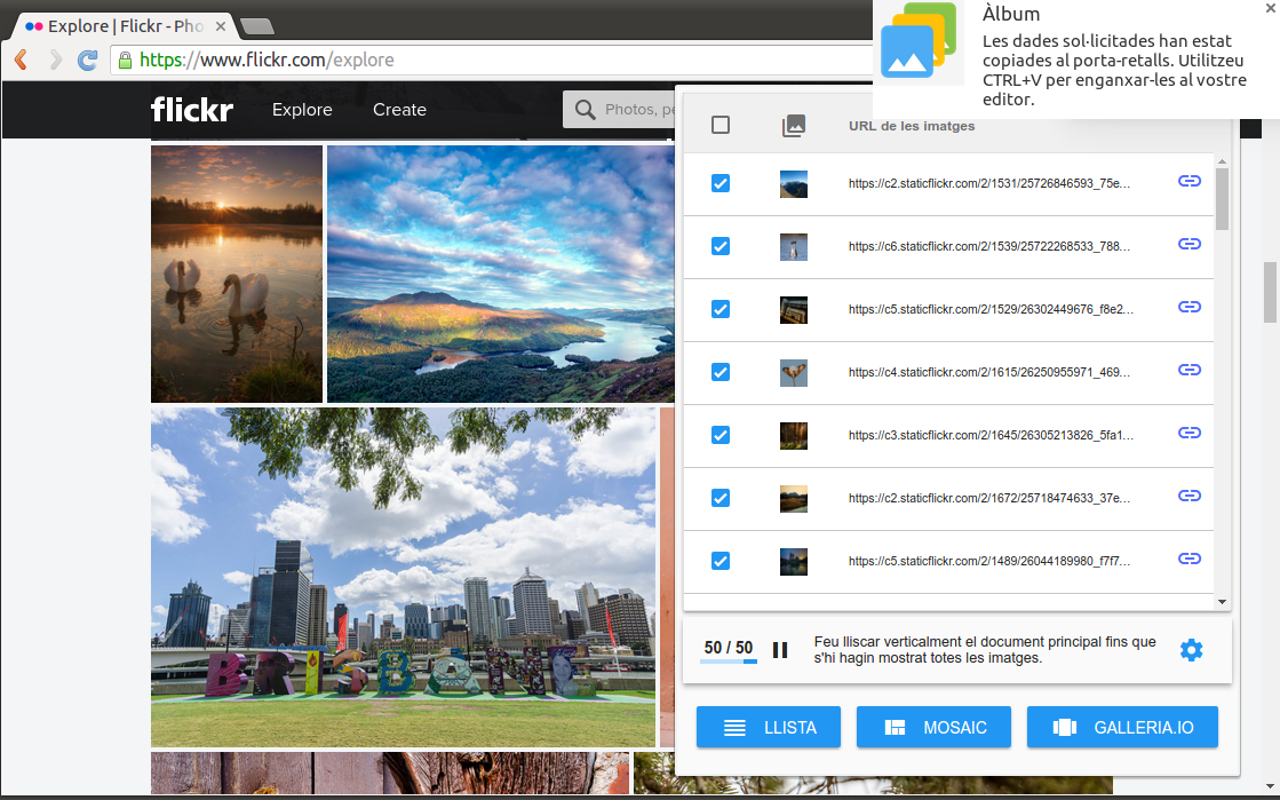 Explore | Flickr - Pho
https://www.flickr.com/explore
Àlbum
Les dades sol·licitades han estat
copiades al porta-retalls. Utilitzeu
CTRL+V per enganxar-les al vostre
editor.
flickr
Explore
Create
Photos, pe
URL de les imatges
https://c2.staticflickr.com/2/1531/25726846593_75e...
https://c6.staticflickr.com/2/1539/25722268533_788...
https://c5.staticflickr.com/2/1529/26302449676_f8e2...
https://c4.staticflickr.com/2/1615/26250955971_469...
https://c3.staticflickr.com/2/1645/26305213826_5fa1...
https://c2.staticflickr.com/2/1672/25718474633_37e...
https://c5.staticflickr.com/2/1489/26044189980_f7f7...
BRISBANE
50 / 50
Feu lliscar verticalment el document principal fins que
s'hi hagin mostrat totes les imatges.
LLISTA
MOSAIC
GALLERIA.IO